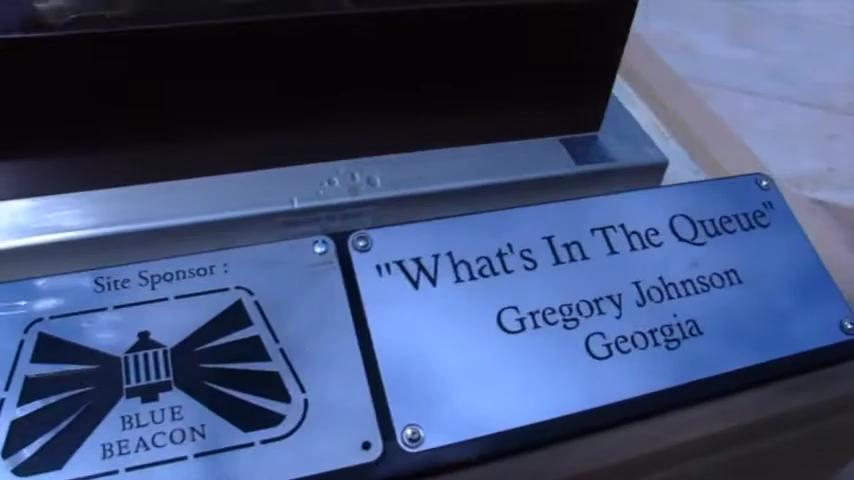 Site Sponsor :
BLUE
BEACON
"What's In The Queue"
Gregory Johnson
Georgia